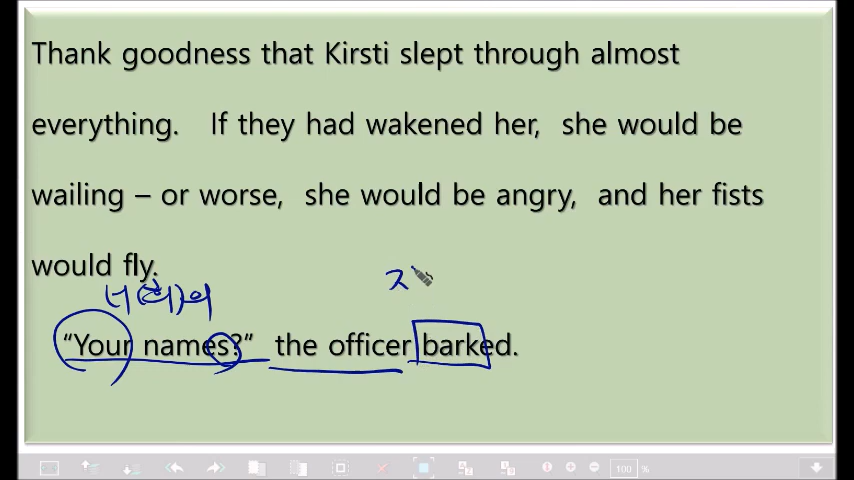 Thank goodness that Kirsti slept through almost
everything. If they had wakened her, she would be
wailing – or worse, she would be angry, and her fists
would fly.
너(희)의
"Your names?" the officer barked.
100 %